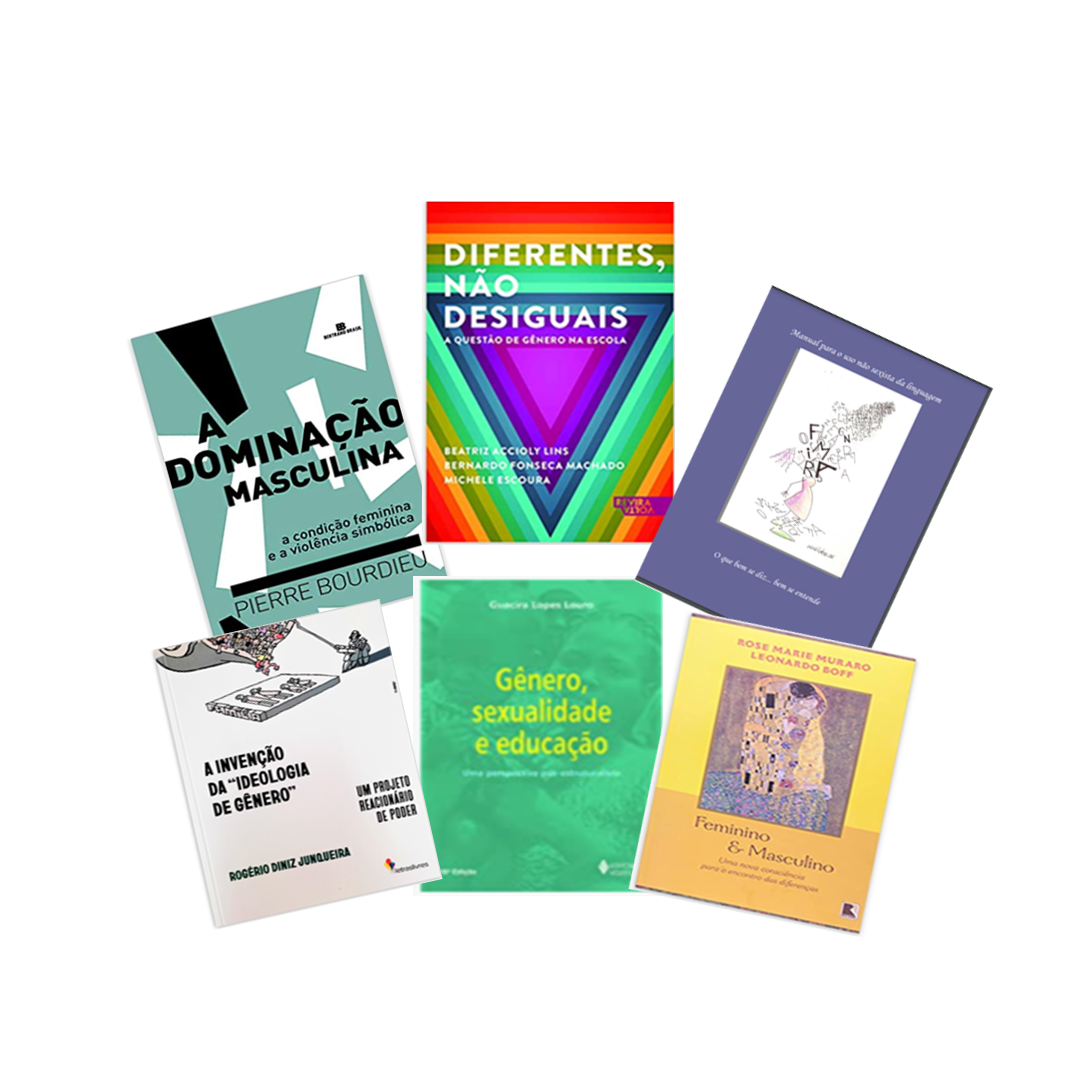 BB
BERTRAND BRASIL
A
DOMINAÇÃO
MASCULINA
a condição feminina
e a violência simbólica
PIERRE BOURDIEU
DIFERENTES,
NÃO
DESIGUAIS
A QUESTÃO DE GÊNERO NA ESCOLA
BEATRIZ ACCIOLY LINS
BERNARDO FONSECA MACHADO
MICHELE ESCOURA
REVIRA
VOLTA
Manual para o uso não sexista da linguagem
O que bem se diz... bem se entende
A INVENÇÃO
DA “IDEOLOGIA
DE GÊNERO”
UM PROJETO
REACIONÁRIO
DE PODER
ROGÉRIO DINIZ JUNQUEIRA
letraslivres
Guacira Lopes Louro
Gênero,
sexualidade
e educação
Uma perspectiva pós-estruturalista
ROSE MARIE MURARO
LEONARDO BOFF
Feminino
& Masculino
Uma nova consciência
para o encontro das diferenças